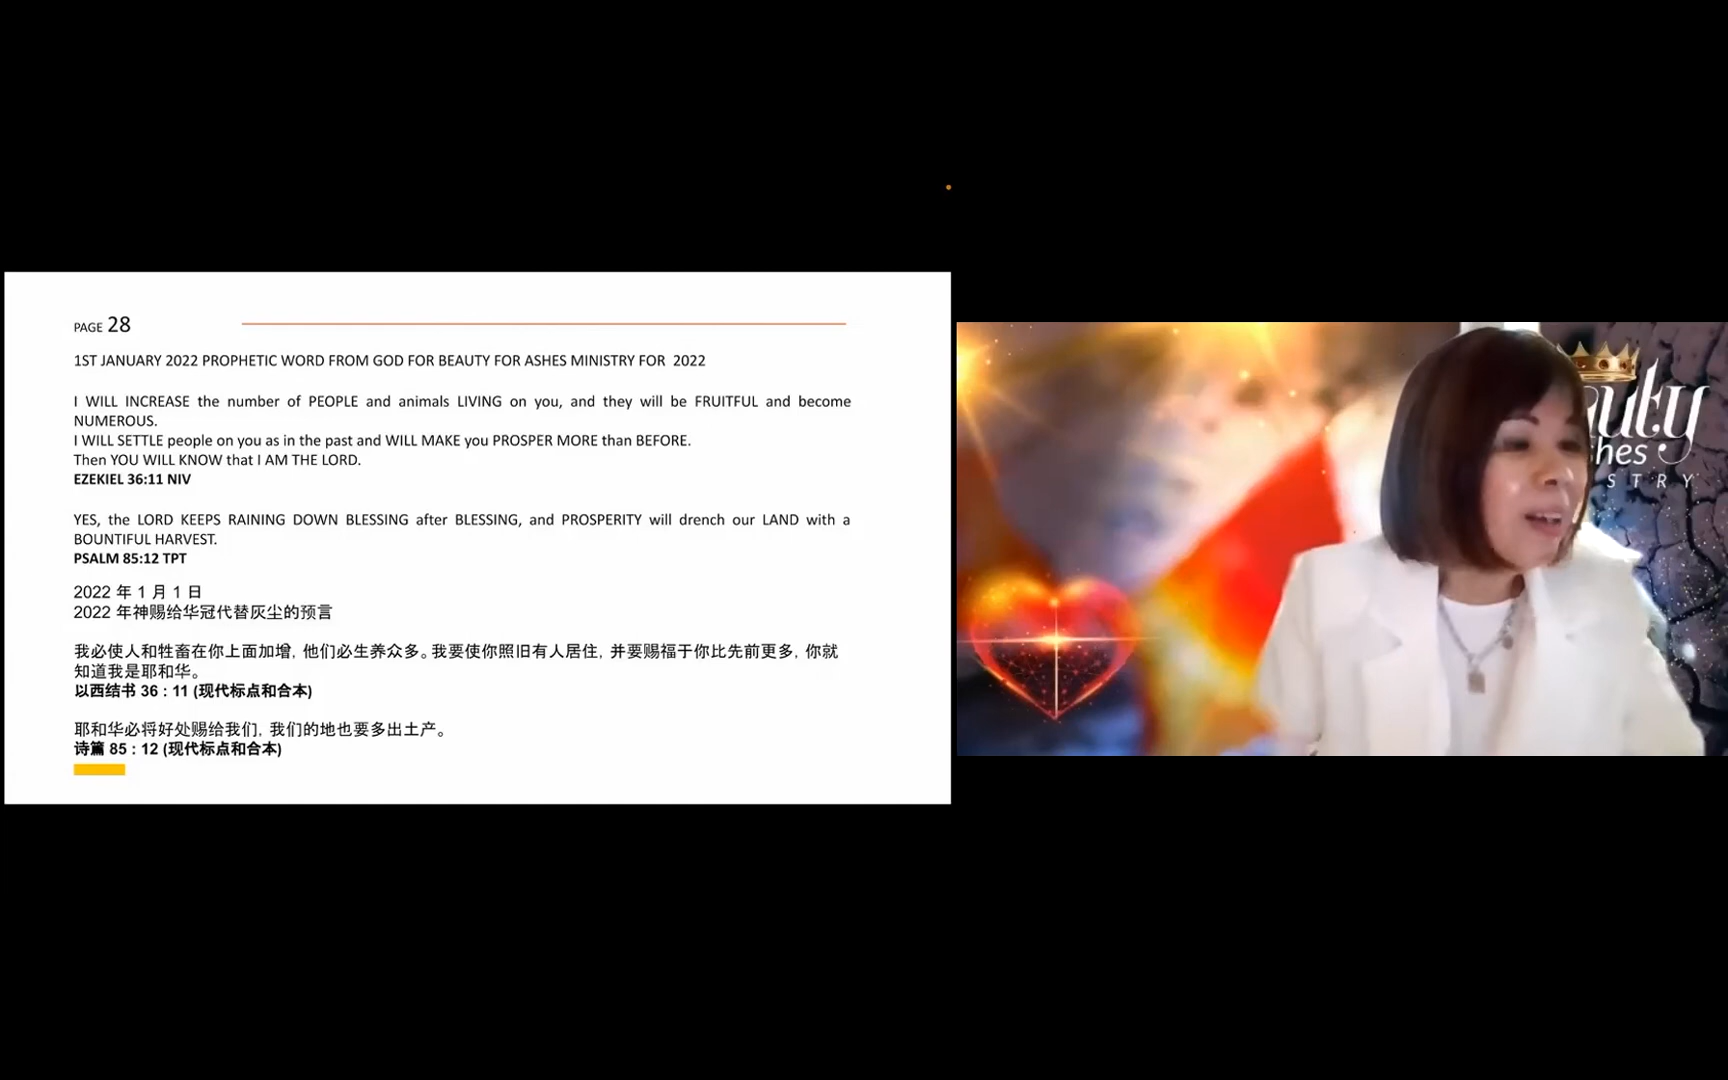 PAGE 28
1ST JANUARY 2022 PROPHETIC WORD FROM GOD FOR BEAUTY FOR ASHES MINISTRY FOR 2022
I WILL INCREASE the number of PEOPLE and animals LIVING on you, and they will be FRUITFUL and become
NUMEROUS.
I WILL SETTLE people on you as in the past and WILL MAKE you PROSPER MORE than BEFORE.
Then YOU WILL KNOW that I AM THE LORD.
EZEKIEL 36:11 NIV
YES, the LORD KEEPS RAINING DOWN BLESSING after BLESSING, and PROSPERITY will drench our LAND with a
BOUNTIFUL HARVEST.
PSALM 85:12 TPT
2022 年 1 月 1 日
2022 年神赐给华冠代替灰尘的预言
我必使人和牲畜在你上面加增, 他们必生养众多。我要使你照旧有人居住, 并要赐福于你比先前更多, 你就
知道我是耶和华。
以西结书 36 : 11 (现代标点和合本)
耶和华必将好处赐给我们, 我们的地也要多出土产。
诗篇 85 : 12 (现代标点和合本)
uty
hes
STRY